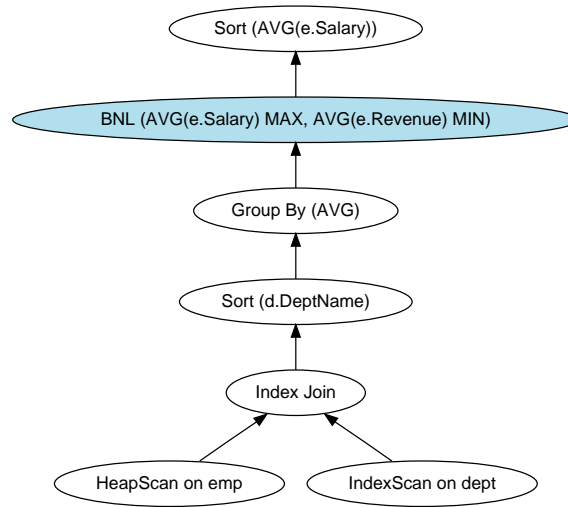 Sort (AVG(e.Salary))
BNL (AVG(e.Salary) MAX, AVG(e.Revenue) MIN)
Group By (AVG)
Sort (d.DeptName)
Index Join
HeapScan on emp
IndexScan on dept